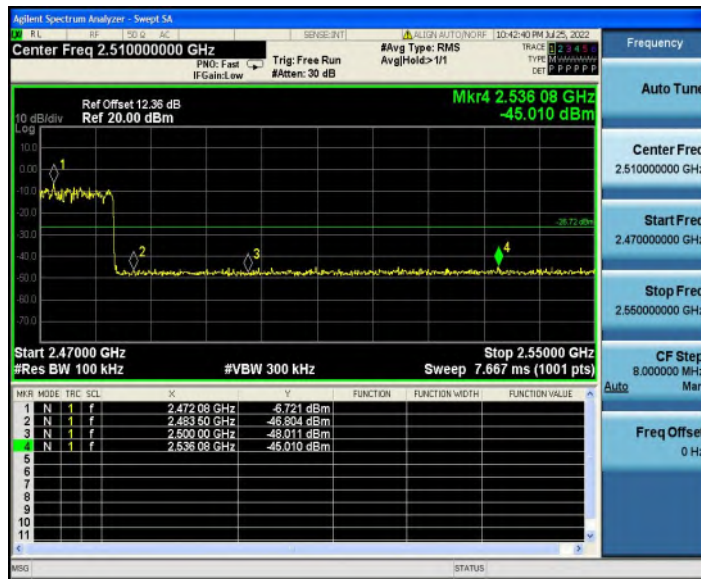 Agilent Spectrum Analyzer - Swept SA
RL RF 50 Ω AC SENSE:INT ALIGN AUTO/NORF 10:42:40 PM Jul 25, 2022
Center Freq 2.510000000 GHz
PNO: Fast
IFGain:Low
Trig: Free Run
#Atten: 30 dB
#Avg Type: RMS
Avg|Hold:>1/1
TRACE 1 2 3 4 5 6
TYPE M
DET P P P P P P
Ref Offset 12.36 dB
Ref 20.00 dBm
10 dB/div
Log
Mkr4 2.536 08 GHz
-45.010 dBm
10.0
0.00
-10.0
-20.0
-30.0
-40.0
-50.0
-60.0
-70.0
1
2
3
4
Start 2.47000 GHz
#Res BW 100 kHz
#VBW 300 kHz
Stop 2.55000 GHz
Sweep 7.667 ms (1001 pts)
MKR MODE TRC SCL X Y FUNCTION FUNCTION WIDTH FUNCTION VALUE
1 N 1 f 2.472 08 GHz -6.721 dBm
2 N 1 f 2.483 50 GHz -46.804 dBm
3 N 1 f 2.500 00 GHz -48.011 dBm
4 N 1 f 2.536 08 GHz -45.010 dBm
5
6
7
8
9
10
11
MSG STATUS
Frequency
Auto Tune
Center Freq
2.510000000 GHz
Start Freq
2.470000000 GHz
Stop Freq
2.550000000 GHz
CF Step
8.000000 MHz
Auto Man
Freq Offset
0 Hz